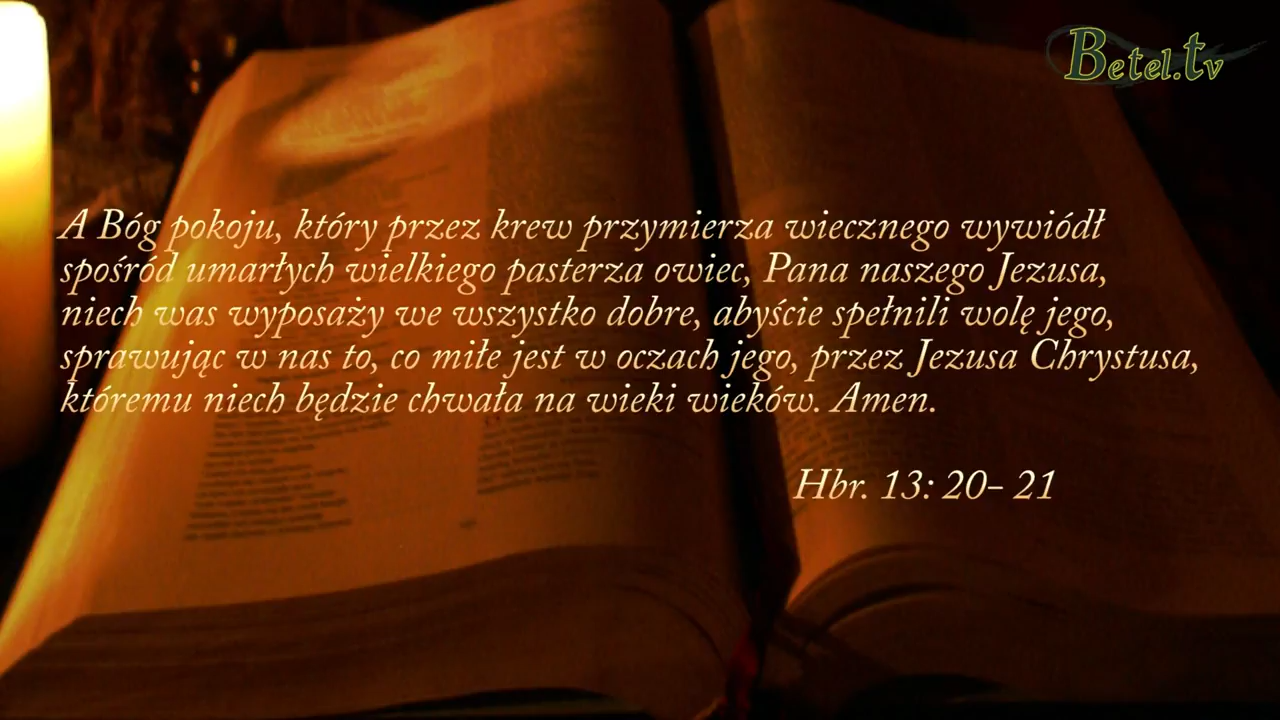 Betel.tv
A Bóg pokoju, który przez krew przymierza wiecznego wywiódł
spośród umarłych wielkiego pasterza owiec, Pana naszego Jezusa,
niech was wyposaży we wszystko dobre, abyście spełnili wolę jego,
sprawując w nas to, co miłe jest w oczach jego, przez Jezusa Chrystusa,
któremu niech będzie chwała na wieki wieków. Amen.
Hbr. 13: 20- 21